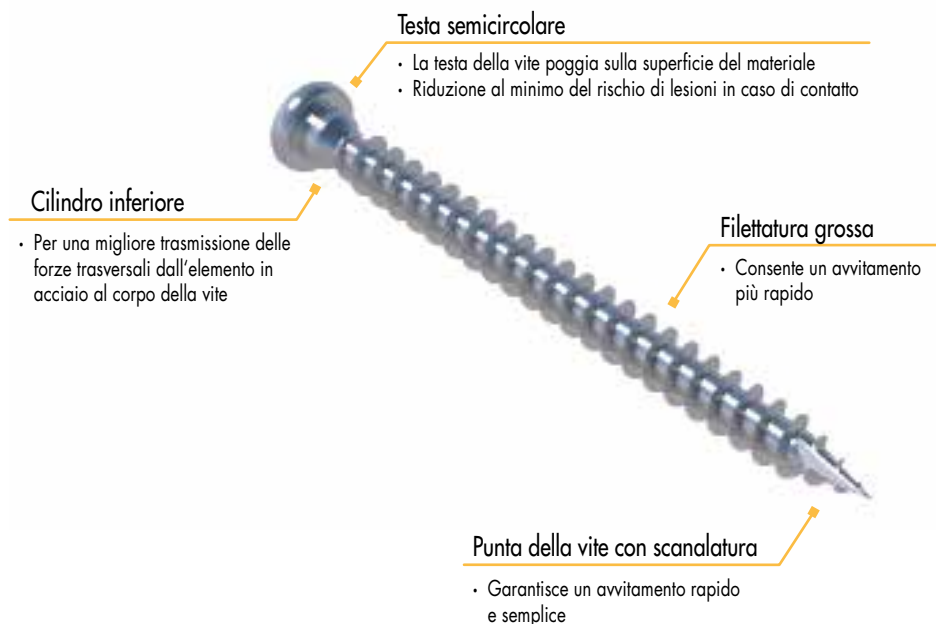 Testa semicircolare
· La testa della vite poggia sulla superficie del materiale
· Riduzione al minimo del rischio di lesioni in caso di contatto
Cilindro inferiore
· Per una migliore trasmissione delle
forze trasversali dall'elemento in
acciaio al corpo della vite
Filettatura grossa
· Consente un avvitamento
più rapido
Punta della vite con scanalatura
· Garantisce un avvitamento rapido
e semplice